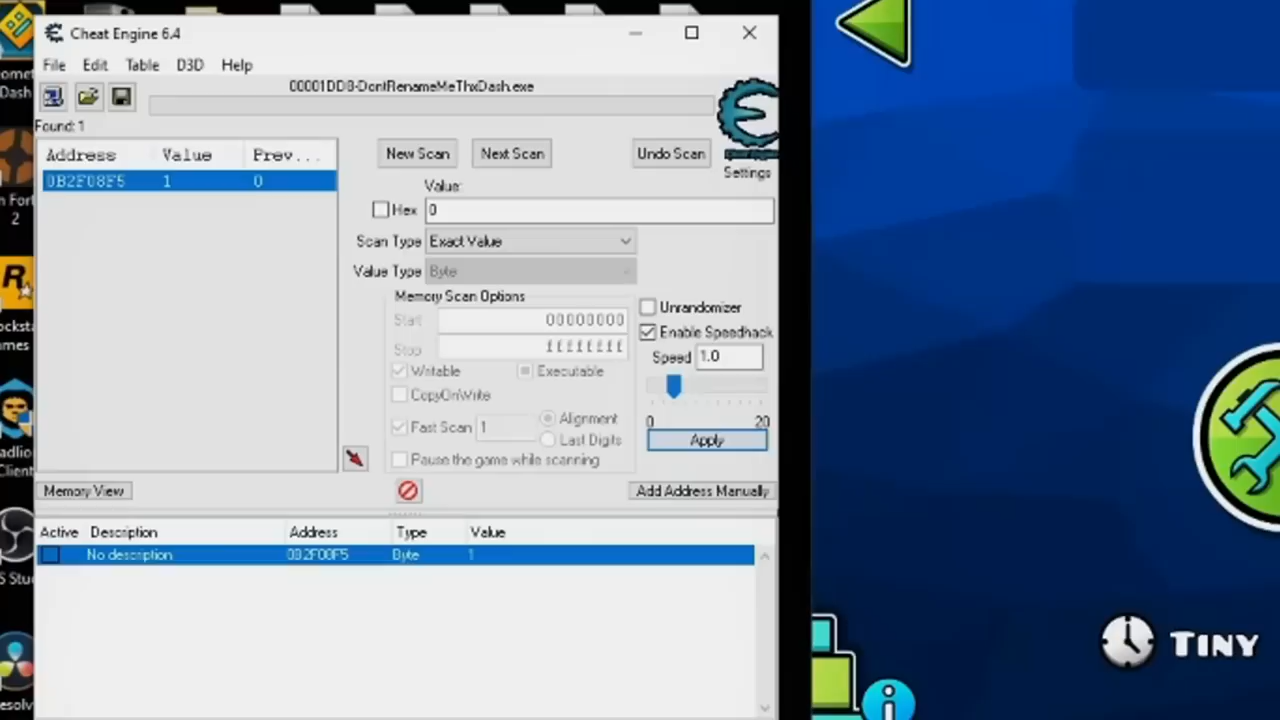 Cheat Engine 6.4
File Edit Table D3D Help
00001DD8-DontRenameMeThxDash.exe
Found: 1
Address Value Prev...
0B2F08F5 1 0
New Scan Next Scan Undo Scan
Settings
Value:
Hex 0
Scan Type Exact Value
Value Type Byte
Memory Scan Options
Start 00000000
Stop ffffffff
Writable Executable
CopyOnWrite
Fast Scan 1 Alignment
Last Digits
Pause the game while scanning
Unrandomizer
Enable Speedhack
Speed 1.0
0 20
Apply
Memory View Add Address Manually
Active Description Address Type Value
No description 0B2F08F5 Byte 1
Dash
2
Client
Tiny
i